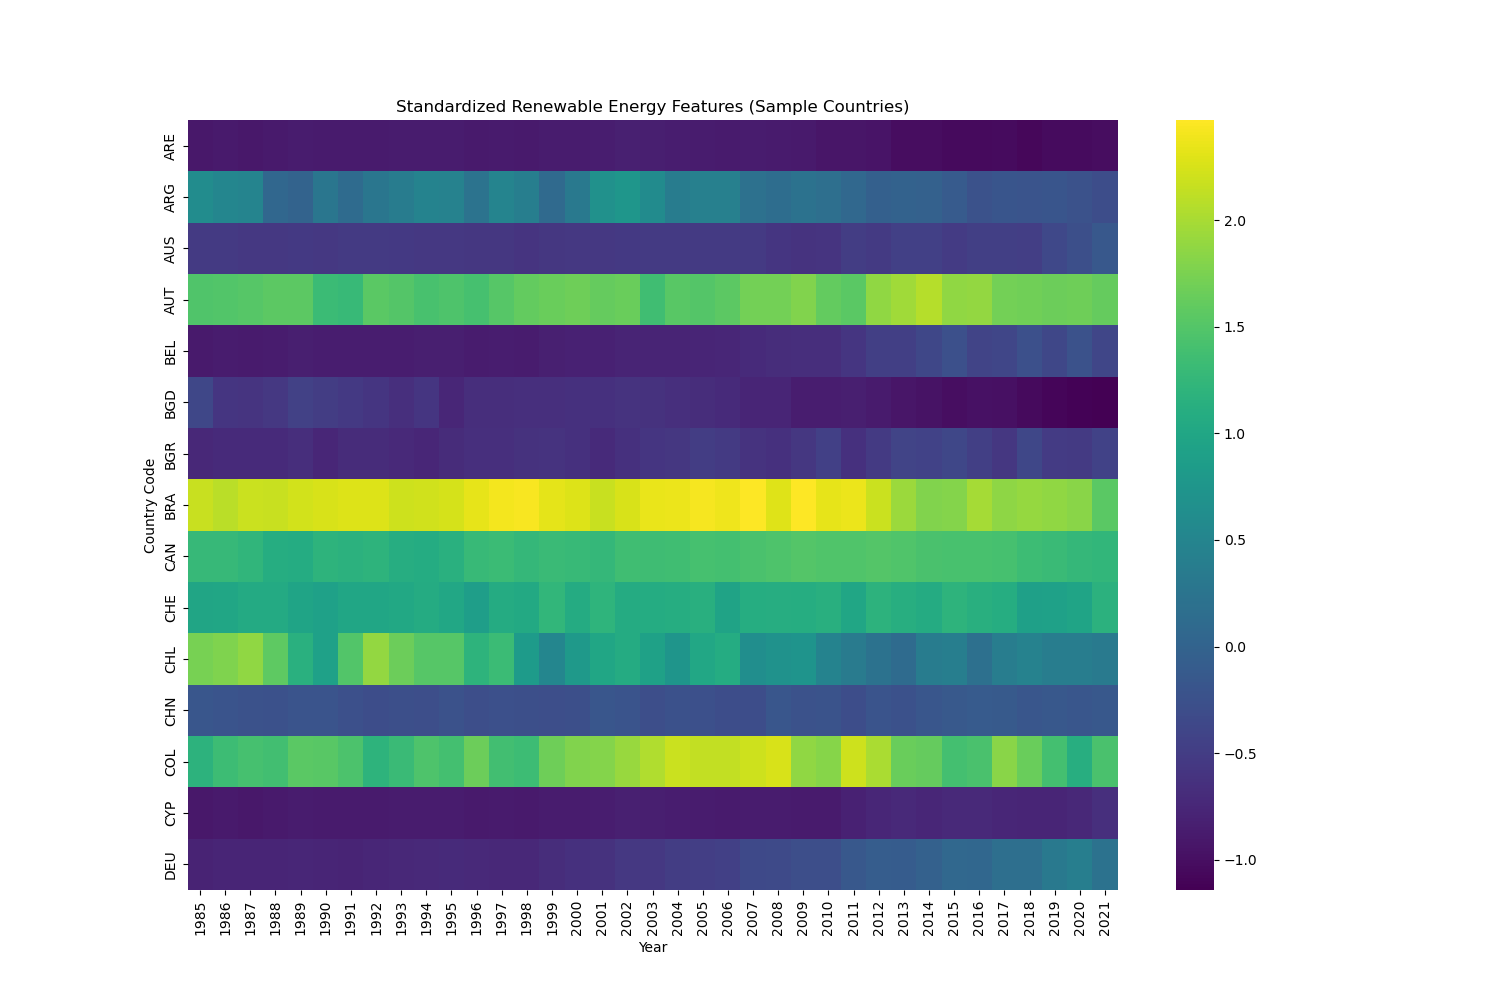 Standardized Renewable Energy Features (Sample Countries)
Country Code
ARE
ARG
AUS
AUT
BEL
BGD
BGR
BRA
CAN
CHE
CHL
CHN
COL
CYP
DEU
1985 1986 1987 1988 1989 1990 1991 1992 1993 1994 1995 1996 1997 1998 1999 2000 2001 2002 2003 2004 2005 2006 2007 2008 2009 2010 2011 2012 2013 2014 2015 2016 2017 2018 2019 2020 2021
Year
2.0
1.5
1.0
0.5
0.0
−0.5
−1.0